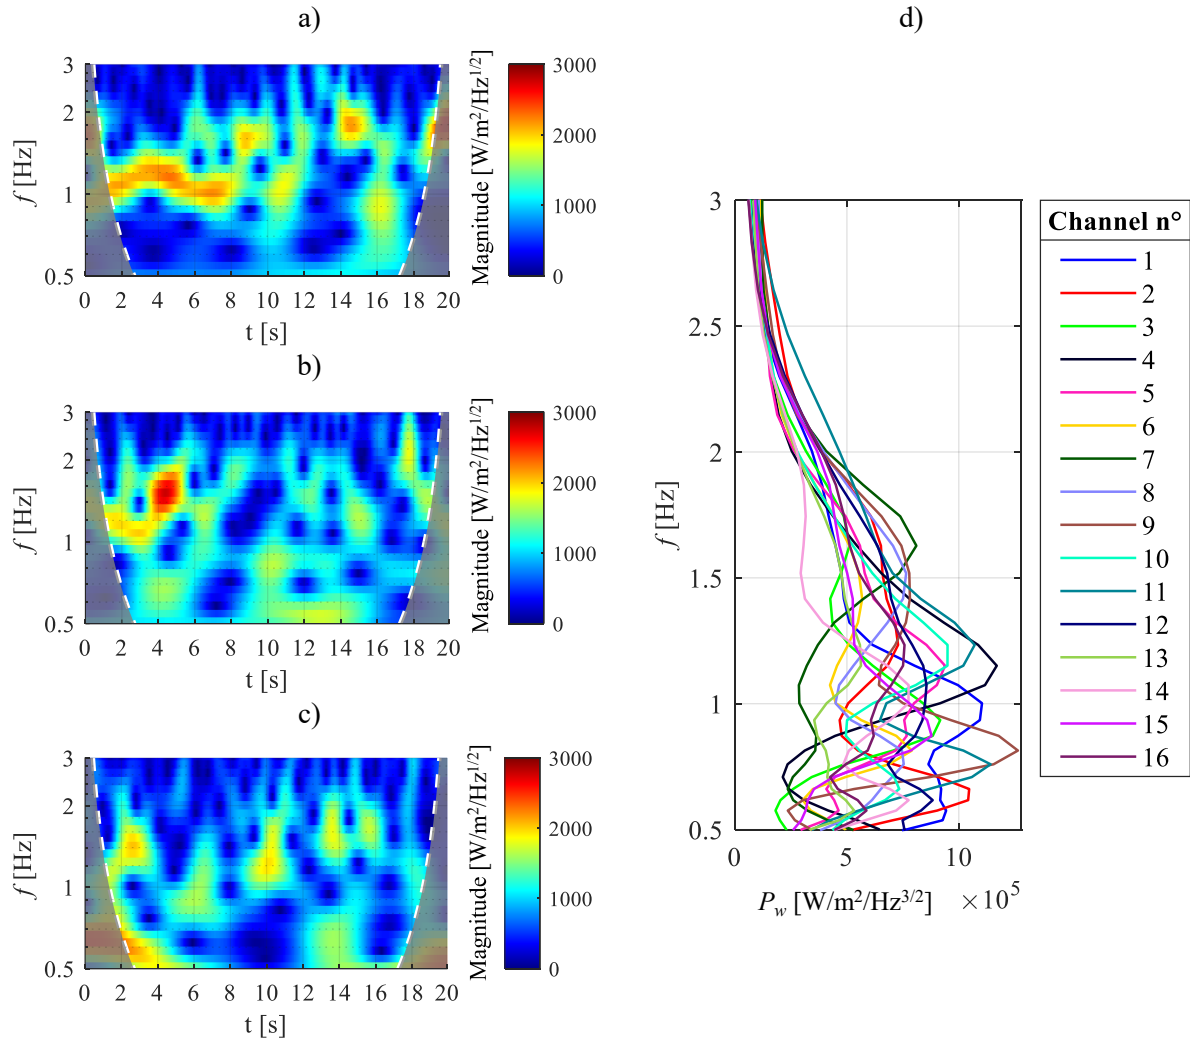 a)
3
2
1
0.5
f [Hz]
0 2 4 6 8 10 12 14 16 18 20
t [s]
Magnitude [W/m²/Hz^1/2]
3000
2000
1000
0
b)
3
2
1
0.5
f [Hz]
0 2 4 6 8 10 12 14 16 18 20
t [s]
Magnitude [W/m²/Hz^1/2]
3000
2000
1000
0
c)
3
2
1
0.5
f [Hz]
0 2 4 6 8 10 12 14 16 18 20
t [s]
Magnitude [W/m²/Hz^1/2]
3000
2000
1000
0
d)
3
2.5
2
1.5
1
0.5
f [Hz]
0 5 10
P_w [W/m²/Hz^3/2] ×10^5
Channel n°
1
2
3
4
5
6
7
8
9
10
11
12
13
14
15
16